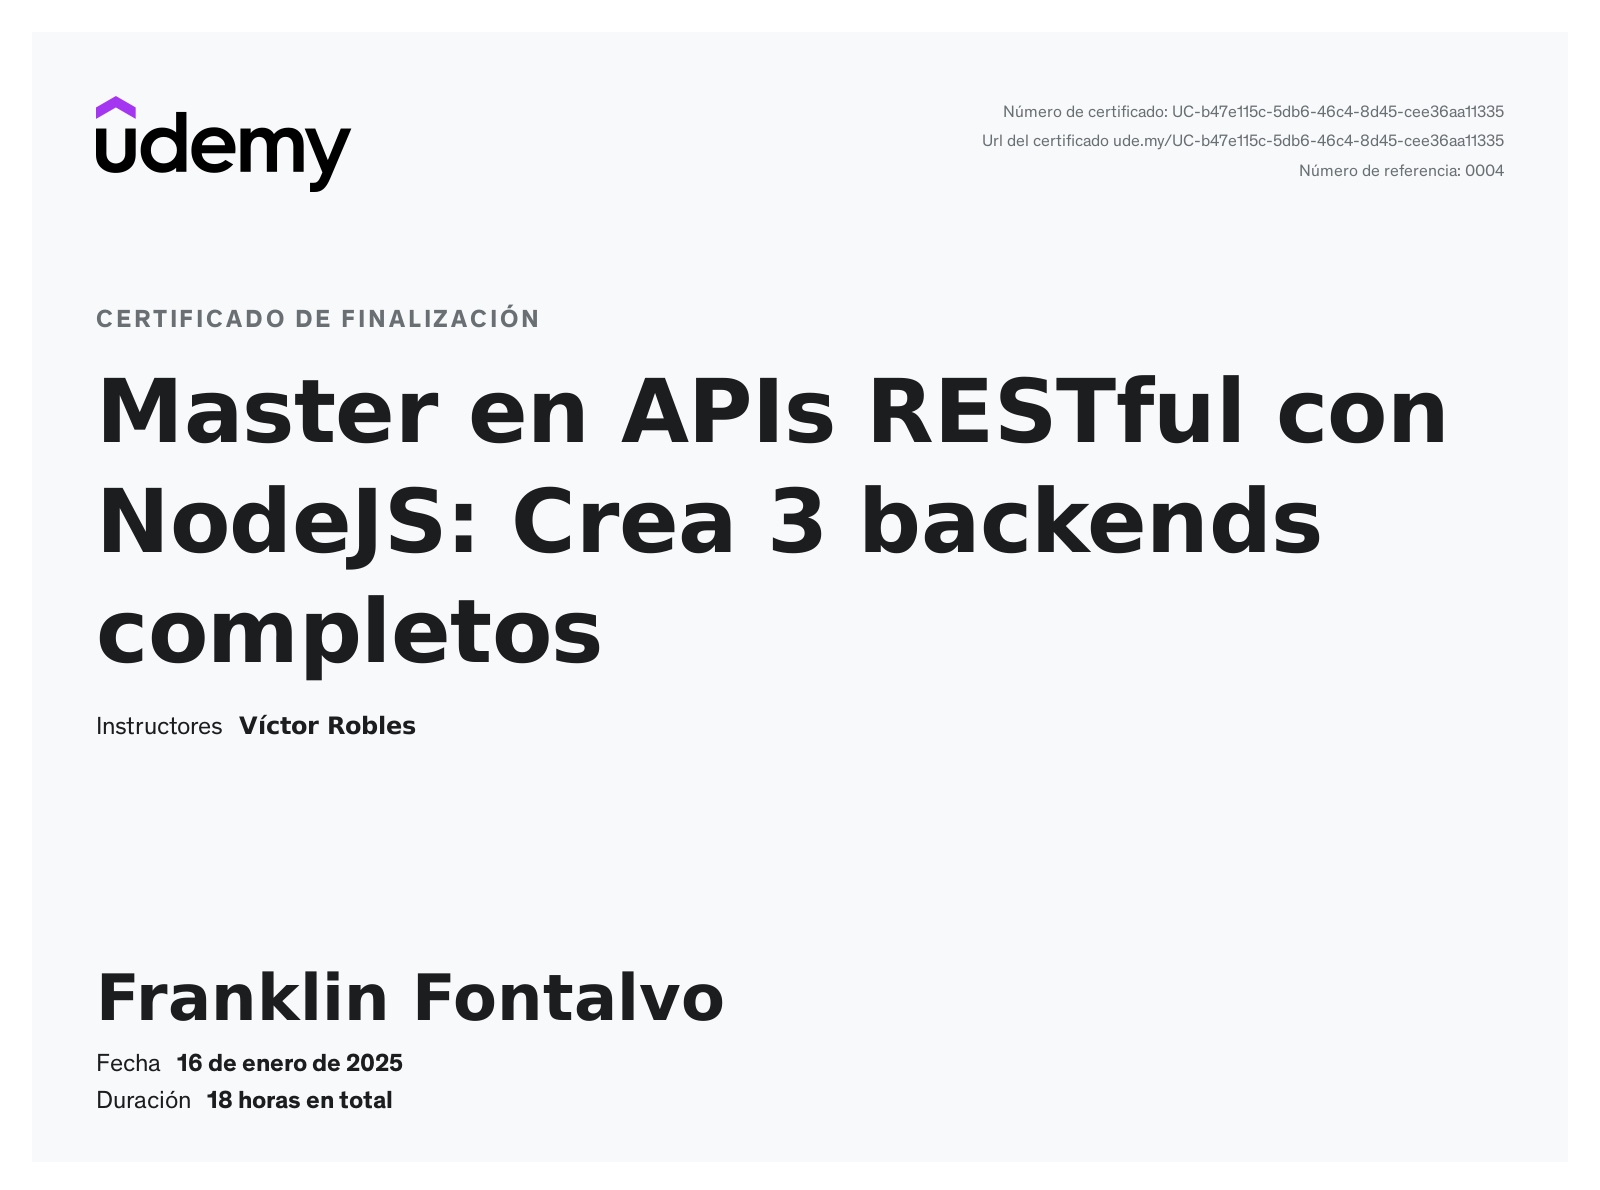 udemy
Número de certificado: UC-b47e115c-5db6-46c4-8d45-cee36aa11335
Url del certificado ude.my/UC-b47e115c-5db6-46c4-8d45-cee36aa11335
Número de referencia: 0004
CERTIFICADO DE FINALIZACIÓN
Master en APIs RESTful con
NodeJS: Crea 3 backends
completos
Instructores Víctor Robles
Franklin Fontalvo
Fecha 16 de enero de 2025
Duración 18 horas en total